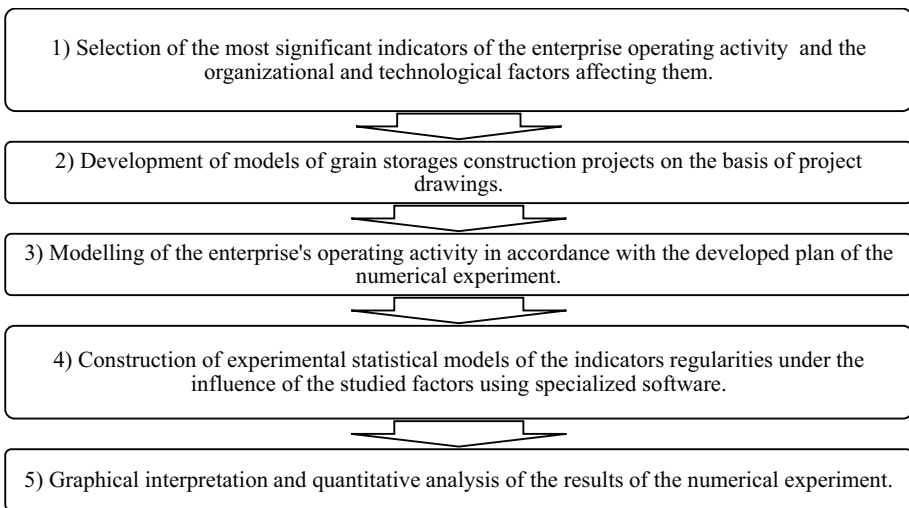 1) Selection of the most significant indicators of the enterprise operating activity and the
organizational and technological factors affecting them.
2) Development of models of grain storages construction projects on the basis of project
drawings.
3) Modelling of the enterprise's operating activity in accordance with the developed plan of the
numerical experiment.
4) Construction of experimental statistical models of the indicators regularities under the
influence of the studied factors using specialized software.
5) Graphical interpretation and quantitative analysis of the results of the numerical experiment.